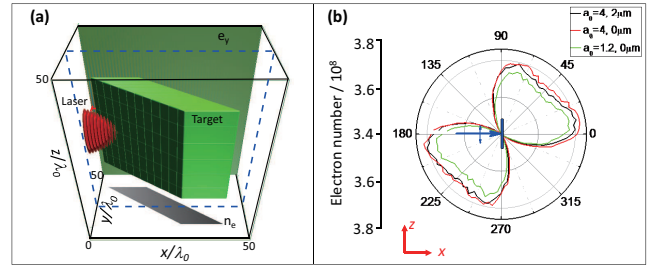 (a)
e_y
50
Laser
Target
z/λ₀
50
y/λ₀
n_e
0
50
x/λ₀
(b)
a₀=4, 2μm
a₀=4, 0μm
a₀=1.2, 0μm
Electron number / 10⁸
3.8
3.6
3.4
3.6
3.8
90
135
45
180
0
225
315
270
z
x